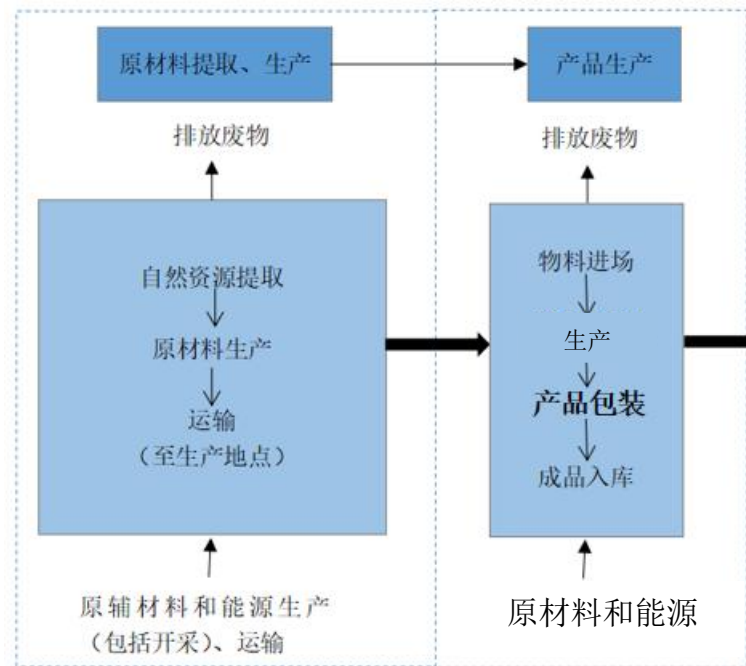 原材料提取、生产
排放废物
自然资源提取
原材料生产
运输
（至生产地点）
原辅材料和能源生产
（包括开采）、运输
产品生产
排放废物
物料进场
生产
产品包装
成品入库
原材料和能源